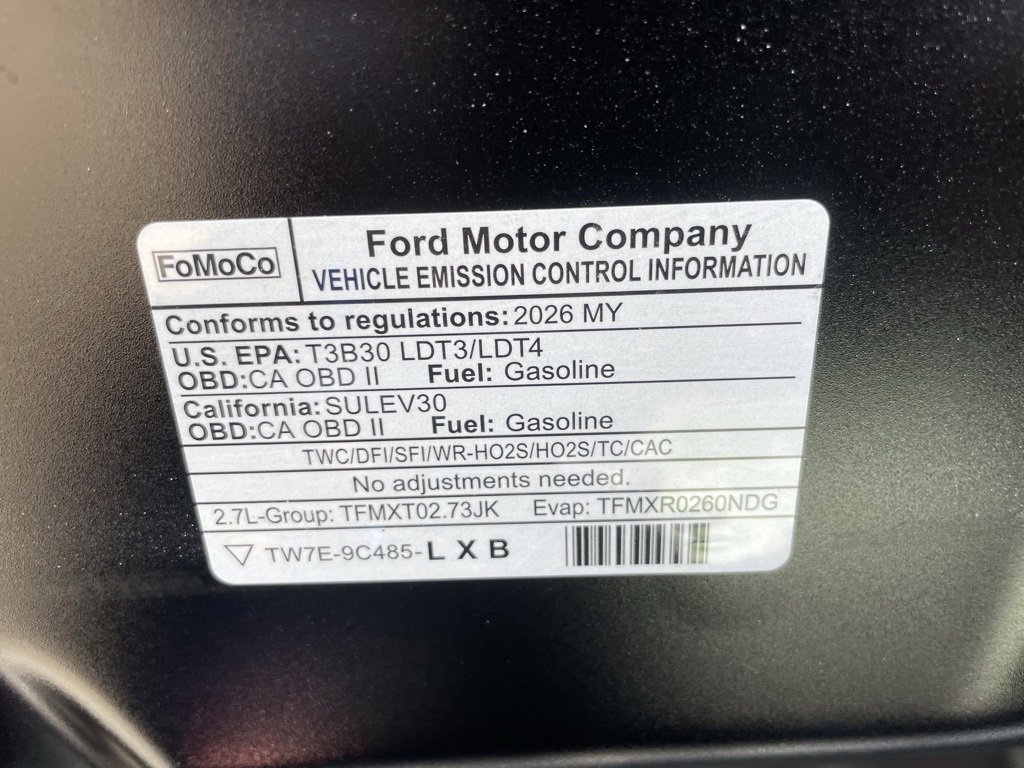 FoMoCo
Ford Motor Company
VEHICLE EMISSION CONTROL INFORMATION
Conforms to regulations: 2026 MY
U.S. EPA: T3B30 LDT3/LDT4
OBD:CA OBD II Fuel: Gasoline
California: SULEV30
OBD:CA OBD II Fuel: Gasoline
TWC/DFI/SFI/WR-HO2S/HO2S/TC/CAC
No adjustments needed.
2.7L-Group: TFMXT02.73JK Evap: TFMXR0260NDG
TW7E-9C485-L X B